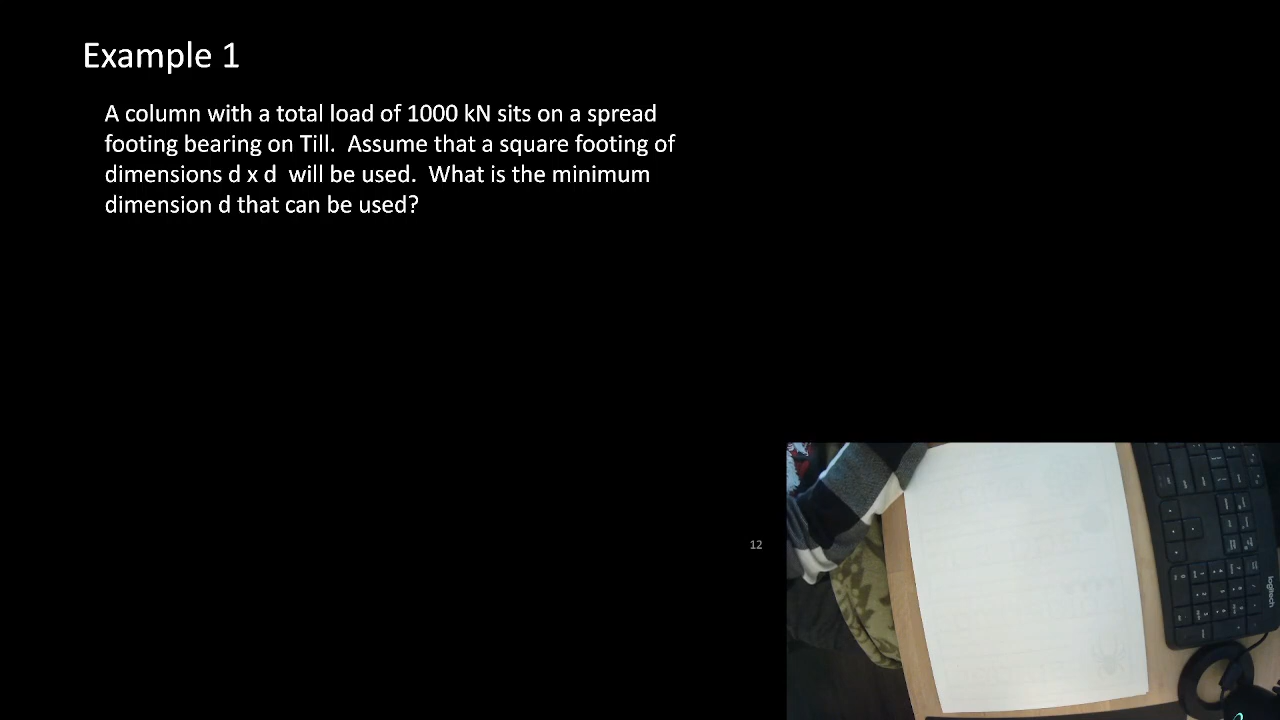 Example 1
A column with a total load of 1000 kN sits on a spread
footing bearing on Till.  Assume that a square footing of
dimensions d x d  will be used.  What is the minimum
dimension d that can be used?
12
logitech